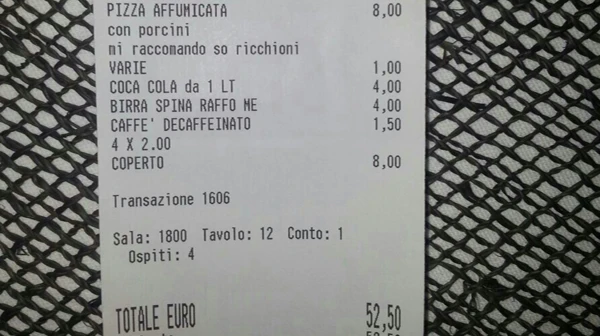 PIZZA AFFUMICATA 8,00
con porcini
mi raccomando so ricchioni
VARIE 1,00
COCA COLA da 1 LT 4,00
BIRRA SPINA RAFFO ME 4,00
CAFFE' DECAFFEINATO 1,50
4 X 2.00
COPERTO 8,00
Transazione 1606
Sala: 1800 Tavolo: 12 Conto: 1
Ospiti: 4
TOTALE EURO 52,50